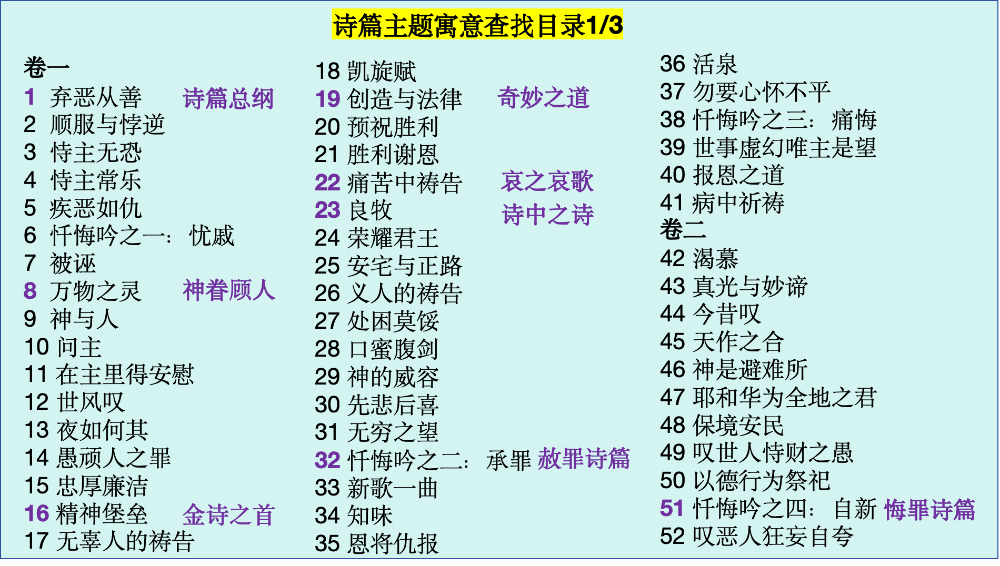 诗篇主题寓意查找目录1/3
卷一
1 弃恶从善 诗篇总纲
2 顺服与悖逆
3 恃主无恐
4 恃主常乐
5 疾恶如仇
6 忏悔吟之一：忧戚
7 被诬
8 万物之灵 神眷顾人
9 神与人
10 问主
11 在主里得安慰
12 世风叹
13 夜如何其
14 愚顽人之罪
15 忠厚廉洁
16 精神堡垒 金诗之首
17 无辜人的祷告
18 凯旋赋
19 创造与法律 奇妙之道
20 预祝胜利
21 胜利谢恩
22 痛苦中祷告 哀之哀歌
23 良牧 诗中之诗
24 荣耀君王
25 安宅与正路
26 义人的祷告
27 处困莫馁
28 口蜜腹剑
29 神的威容
30 先悲后喜
31 无穷之望
32 忏悔吟之二：承罪 赦罪诗篇
33 新歌一曲
34 知味
35 恩将仇报
36 活泉
37 勿要心怀不平
38 忏悔吟之三：痛悔
39 世事虚幻唯主是望
40 报恩之道
41 病中祈祷
卷二
42 渴慕
43 真光与妙谛
44 今昔叹
45 天作之合
46 神是避难所
47 耶和华为全地之君
48 保境安民
49 叹世人恃财之愚
50 以德行为祭祀
51 忏悔吟之四：自新 悔罪诗篇
52 叹恶人狂妄自夸